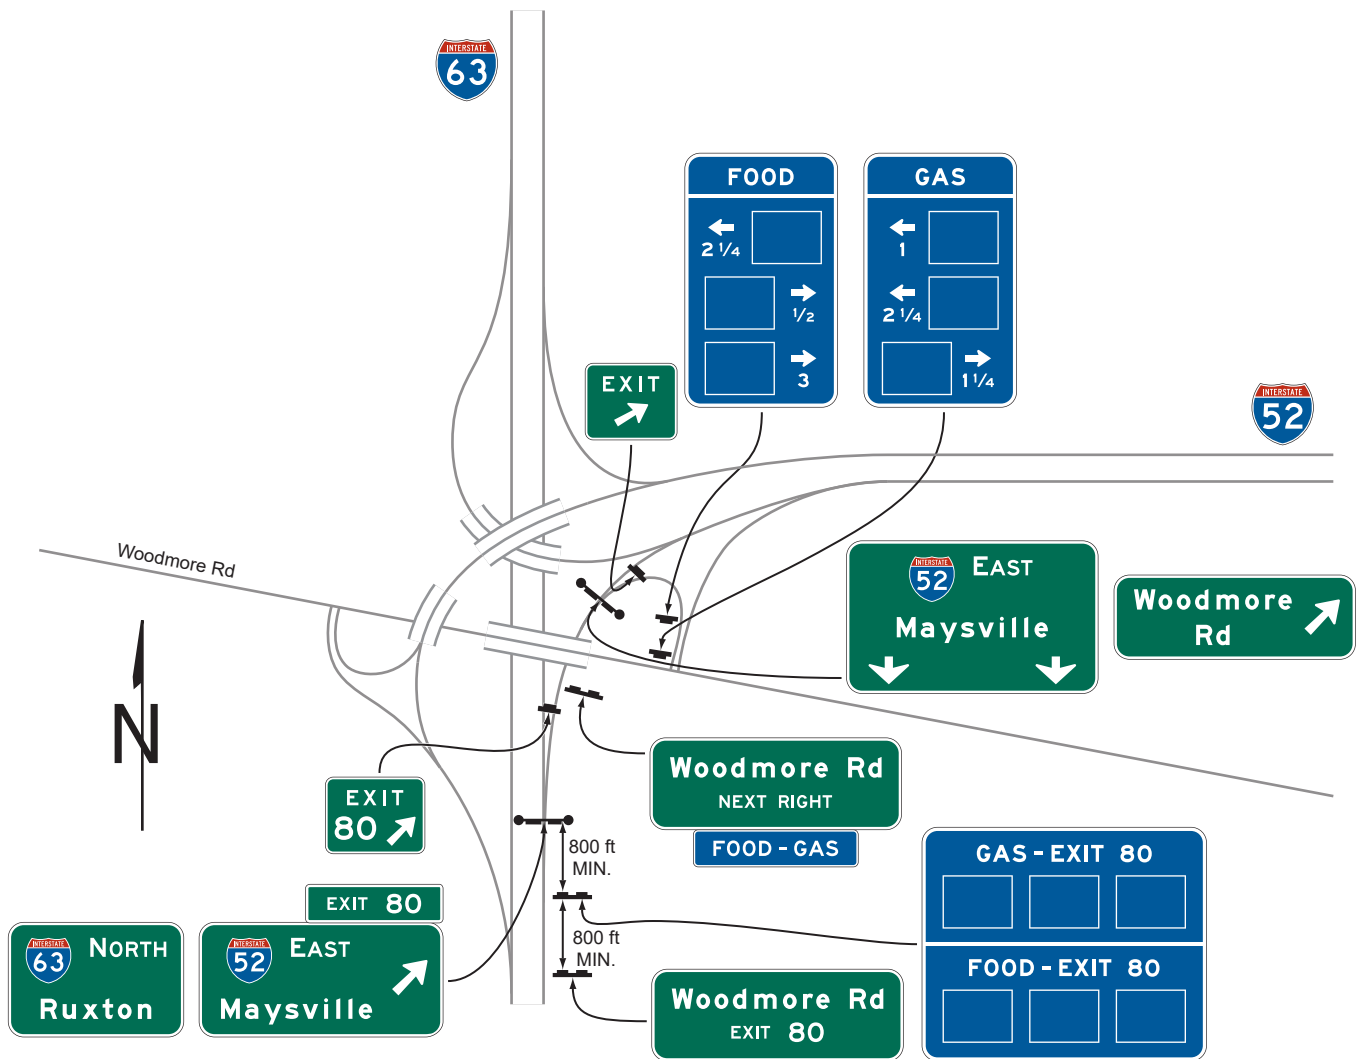 INTERSTATE
63
FOOD
2 1/4
1/2
3
GAS
1
2 1/4
1 1/4
EXIT
INTERSTATE
52
Woodmore Rd
INTERSTATE
52 EAST
Maysville
Woodmore
Rd
N
EXIT
80
Woodmore Rd
NEXT RIGHT
FOOD - GAS
800 ft
MIN.
GAS - EXIT 80
FOOD - EXIT 80
EXIT 80
INTERSTATE
63 NORTH
Ruxton
INTERSTATE
52 EAST
Maysville
800 ft
MIN.
Woodmore Rd
EXIT 80